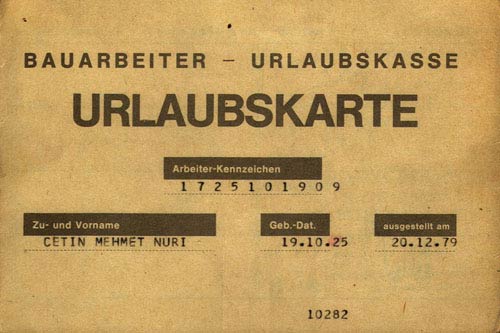 BAUARBEITER – URLAUBSKASSE
URLAUBSKARTE
Arbeiter-Kennzeichen
1725101909
Zu- und Vorname Geb.-Dat. ausgestellt am
CETIN MEHMET NURI 19.10.25 20.12.79
10282